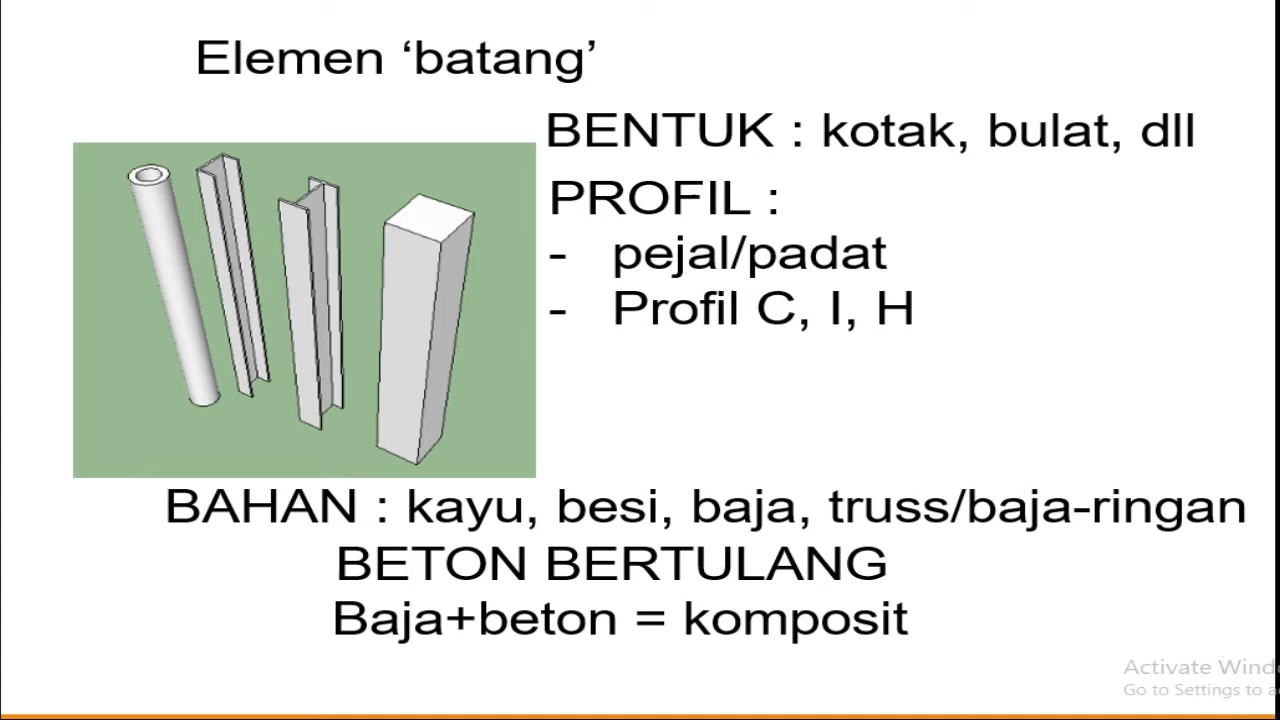 Elemen ‘batang’
BENTUK : kotak, bulat, dll
PROFIL :
- pejal/padat
- Profil C, I, H
BAHAN : kayu, besi, baja, truss/baja-ringan
BETON BERTULANG
Baja+beton = komposit
Activate
Go to Settings to